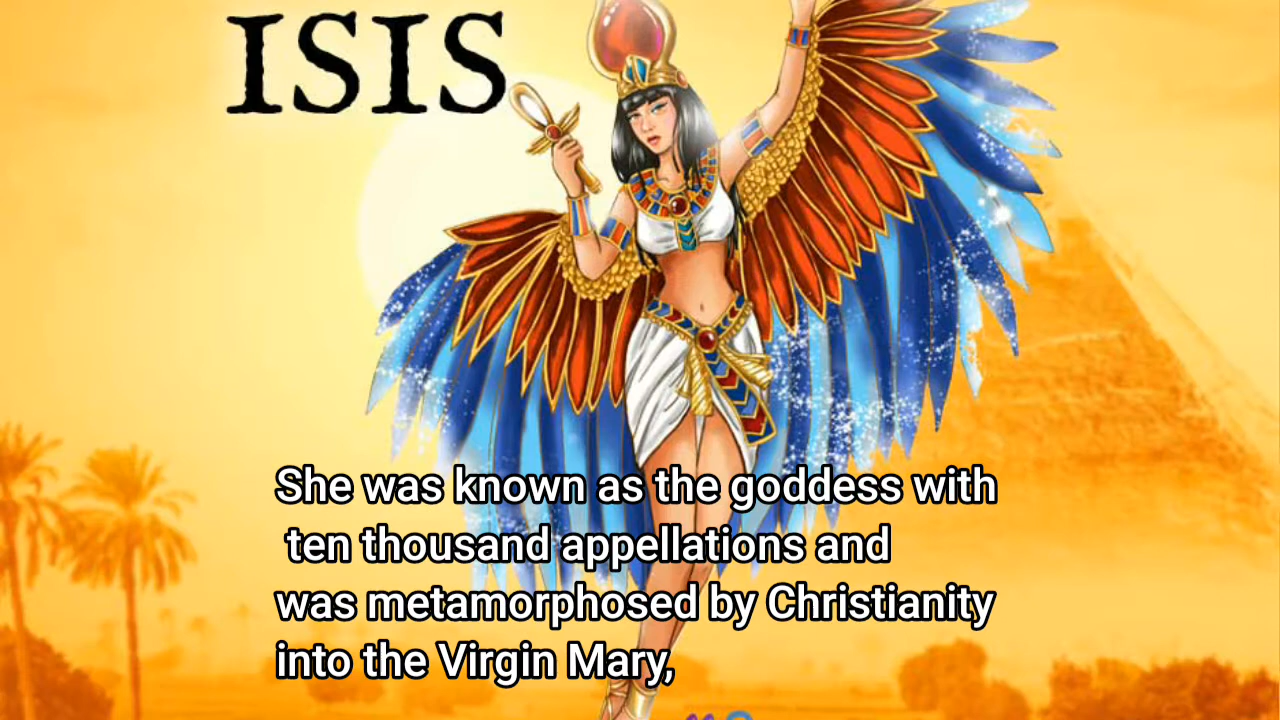 ISIS
She was known as the goddess with
ten thousand appellations and
was metamorphosed by Christianity
into the Virgin Mary,